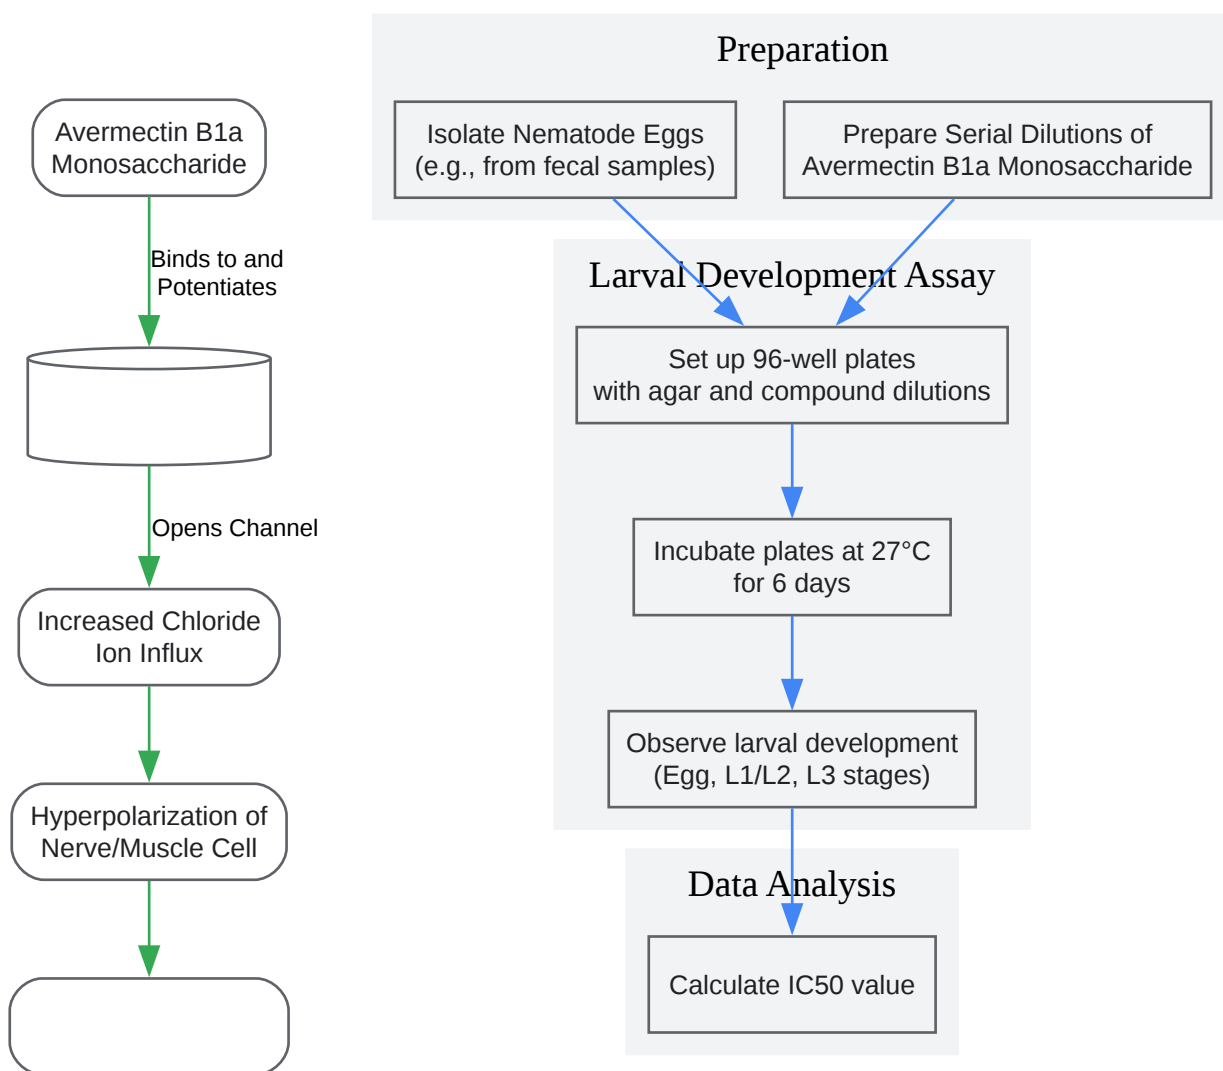 Avermectin B1a
Monosaccharide
Binds to and
Potentiates
Opens Channel
Increased Chloride
Ion Influx
Hyperpolarization of
Nerve/Muscle Cell
Preparation
Isolate Nematode Eggs
(e.g., from fecal samples)
Prepare Serial Dilutions of
Avermectin B1a Monosaccharide
Larval Development Assay
Set up 96-well plates
with agar and compound dilutions
Incubate plates at 27°C
for 6 days
Observe larval development
(Egg, L1/L2, L3 stages)
Data Analysis
Calculate IC50 value